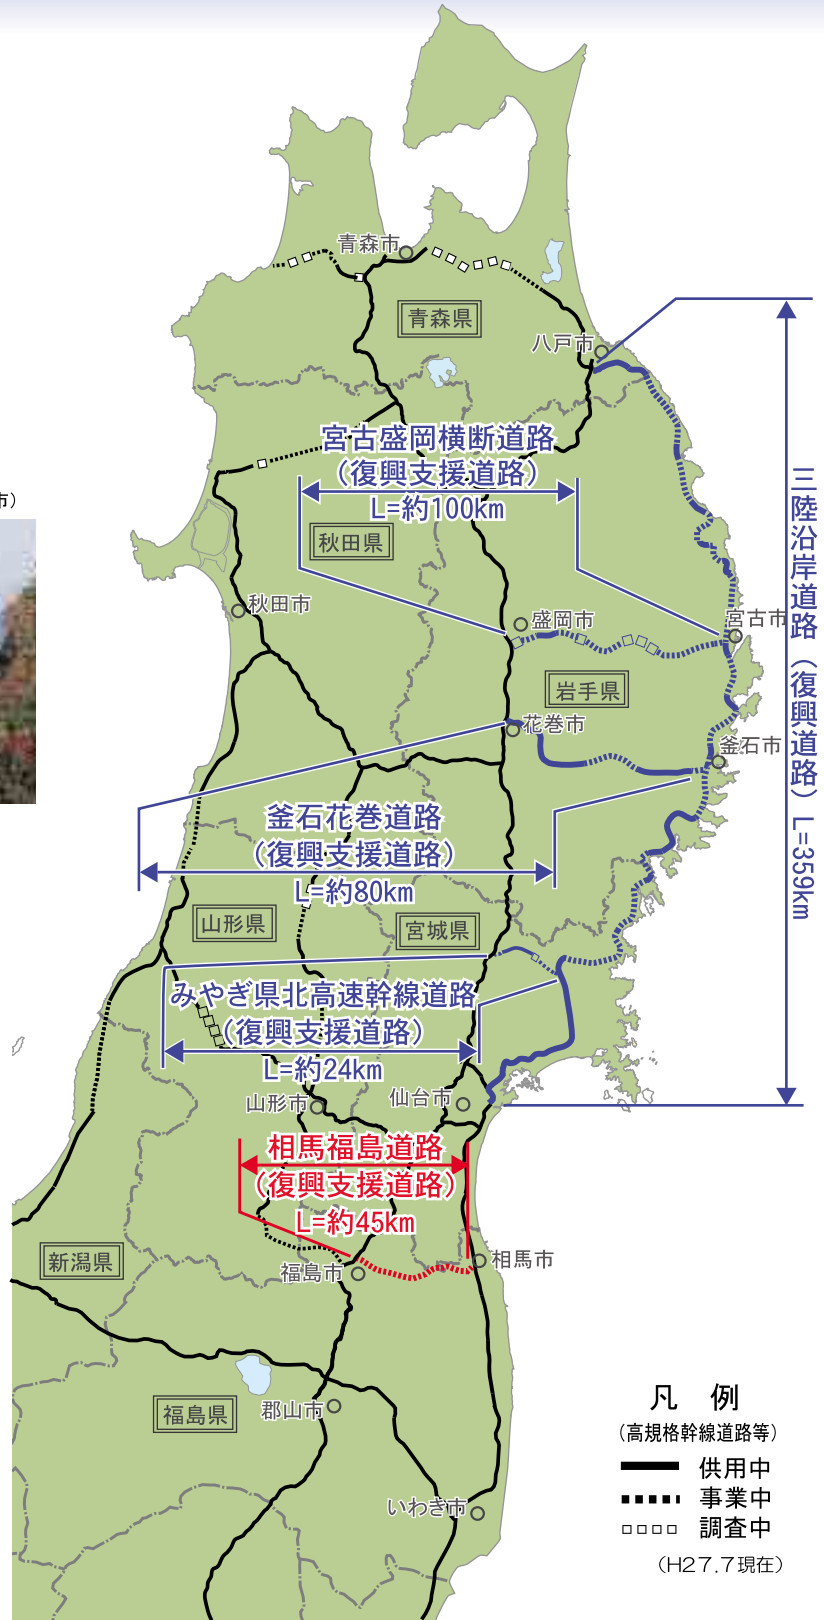 市）
青森市
青森県
八戸市
宮古盛岡横断道路
（復興支援道路）
L=約100km
秋田県
秋田市
盛岡市
宮古市
岩手県
花巻市
釜石市
三陸沿岸道路（復興道路）L=359km
釜石花巻道路
（復興支援道路）
L=約80km
山形県
宮城県
みやぎ県北高速幹線道路
（復興支援道路）
L=約24km
山形市
仙台市
相馬福島道路
（復興支援道路）
L=約45km
新潟県
福島市
相馬市
福島県
郡山市
いわき市
凡 例
（高規格幹線道路等）
供用中
事業中
調査中
（H27.7現在）